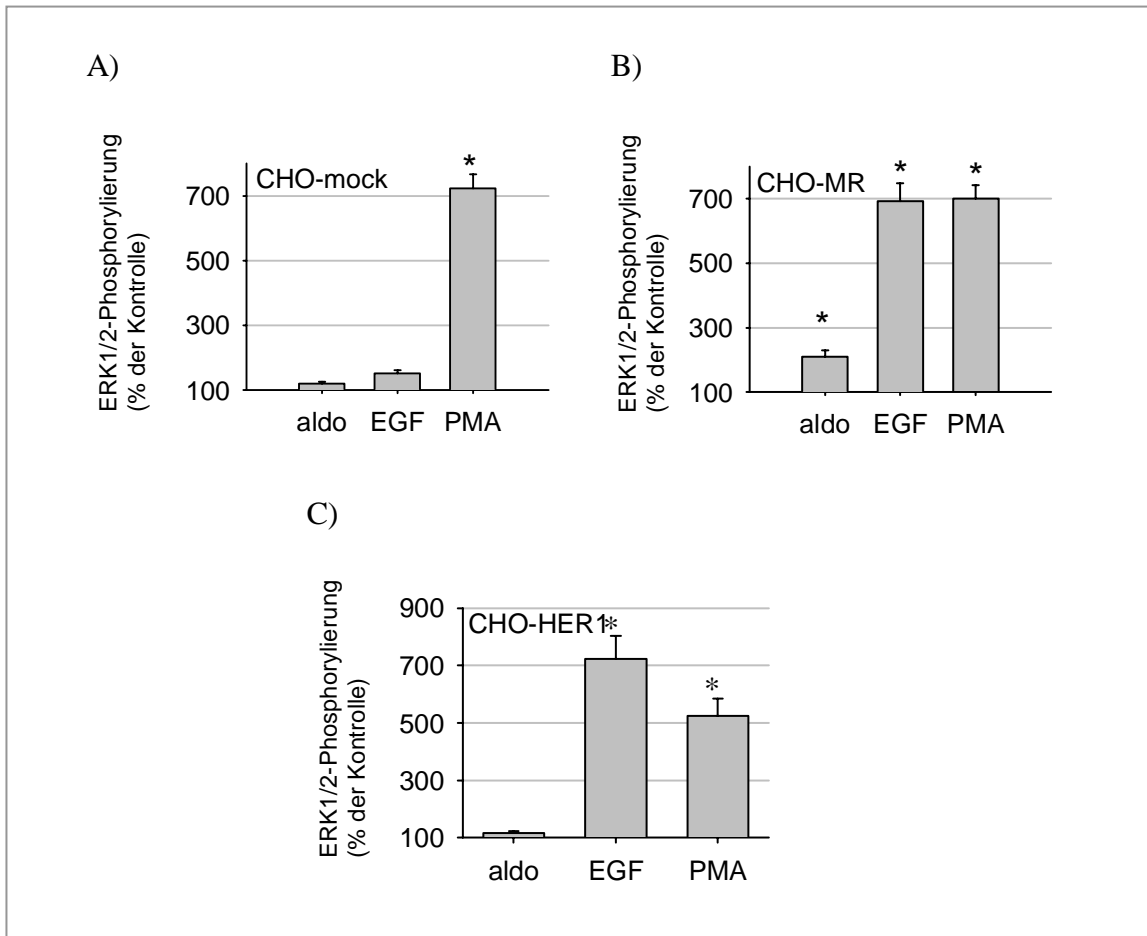 A)
ERK1/2-Phosphorylierung
(% der Kontrolle)
CHO-mock
*
700
500
300
100
aldo EGF PMA
B)
ERK1/2-Phosphorylierung
(% der Kontrolle)
CHO-MR
* * *
700
500
300
100
aldo EGF PMA
C)
ERK1/2-Phosphorylierung
(% der Kontrolle)
CHO-HER1
* *
900
700
500
300
100
aldo EGF PMA